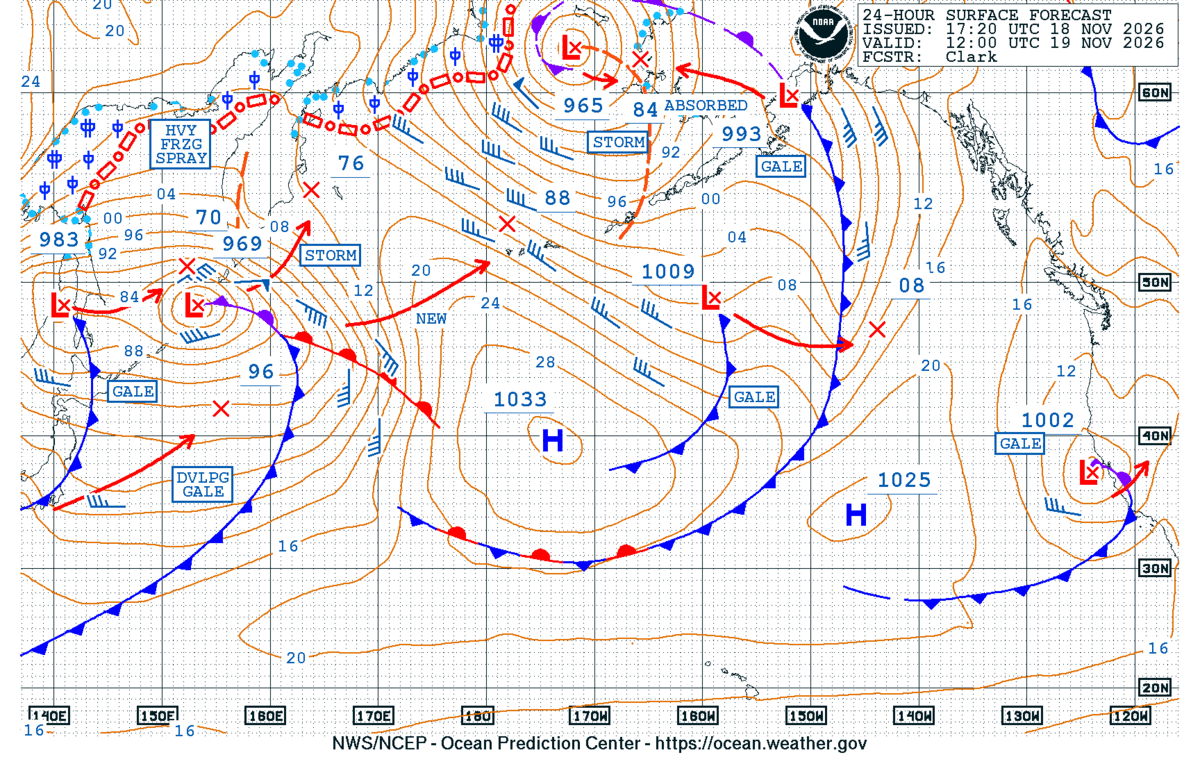 24-HOUR SURFACE FORECAST
ISSUED: 17:20 UTC 18 NOV 2026
VALID: 12:00 UTC 19 NOV 2026
FCSTR: Clark
NOAA
20
20
24
L
965
84
ABSORBED
L
60N
HVY
FRZG
SPRAY
STORM
993
92
GALE
16
76
04
88
96
00
12
00
70
08
04
983
96
969
92
STORM
20
1009
16
12
24
08
08
50N
L
84
L
L
16
NEW
88
28
20
12
96
GALE
1033
GALE
1002
H
GALE
40N
DVLPG
GALE
1025
L
H
16
30N
20
16
20N
140E
150E
160E
170E
180
170W
160W
150W
140W
130W
120W
16
16
NWS/NCEP - Ocean Prediction Center - https://ocean.weather.gov